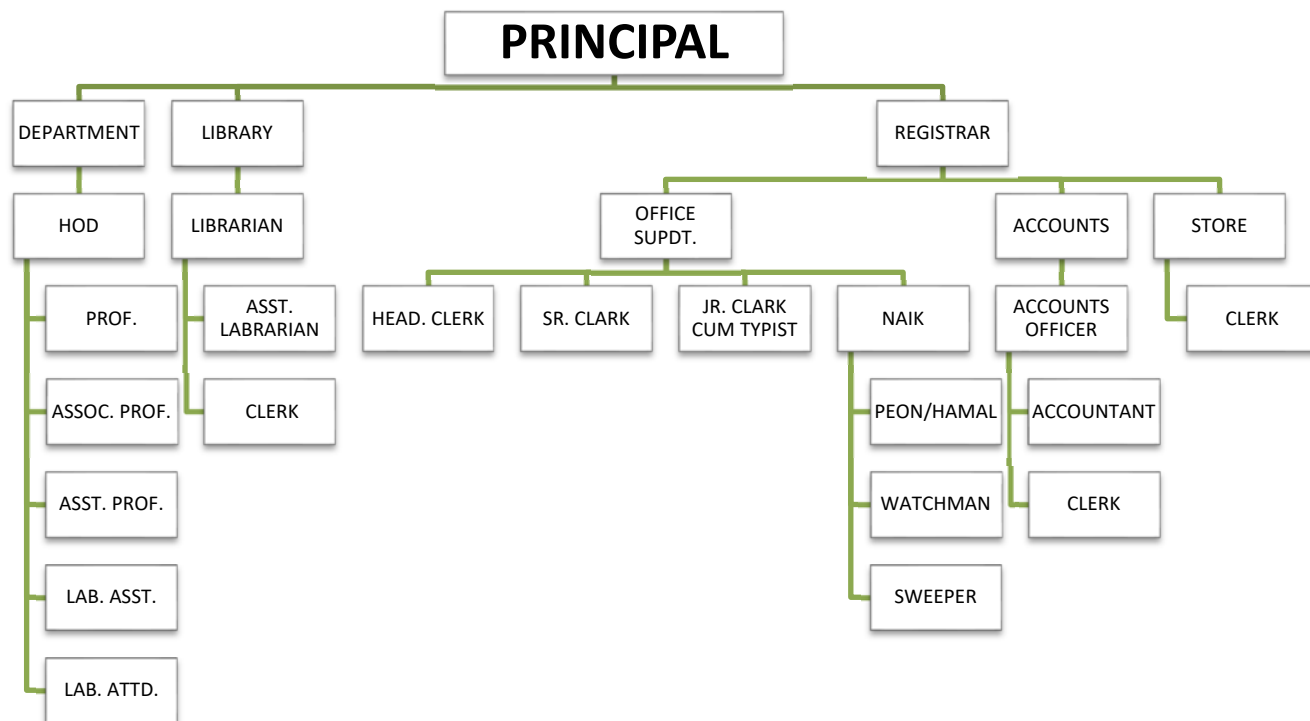 PRINCIPAL
DEPARTMENT
LIBRARY
REGISTRAR
HOD
LIBRARIAN
OFFICE
SUPDT.
ACCOUNTS
STORE
PROF.
ASST.
LABRARIAN
HEAD. CLERK
SR. CLARK
JR. CLARK
CUM TYPIST
NAIK
ACCOUNTS
OFFICER
CLERK
ASSOC. PROF.
CLERK
PEON/HAMAL
ACCOUNTANT
ASST. PROF.
WATCHMAN
CLERK
LAB. ASST.
SWEEPER
LAB. ATTD.